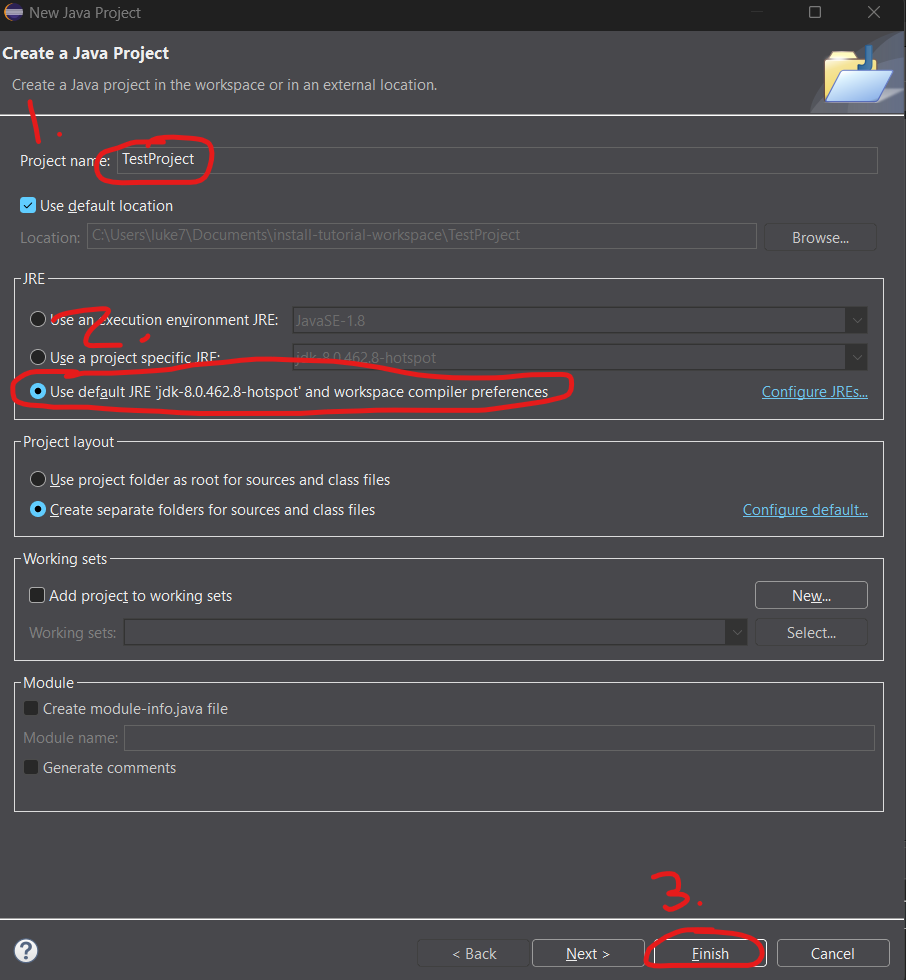 New Java Project
Create a Java Project
Create a Java project in the workspace or in an external location.
1.
Project name: TestProject
Use default location
Location: C:\Users\luke7\Documents\install-tutorial-workspace\TestProject Browse...
JRE
2.
Use an execution environment JRE: JavaSE-1.8
Use a project specific JRE: jdk-8.0.462.8-hotspot
Use default JRE 'jdk-8.0.462.8-hotspot' and workspace compiler preferences Configure JREs...
Project layout
Use project folder as root for sources and class files
Create separate folders for sources and class files Configure default...
Working sets
Add project to working sets New...
Working sets: Select...
Module
Create module-info.java file
Module name:
Generate comments
3.
? < Back Next > Finish Cancel